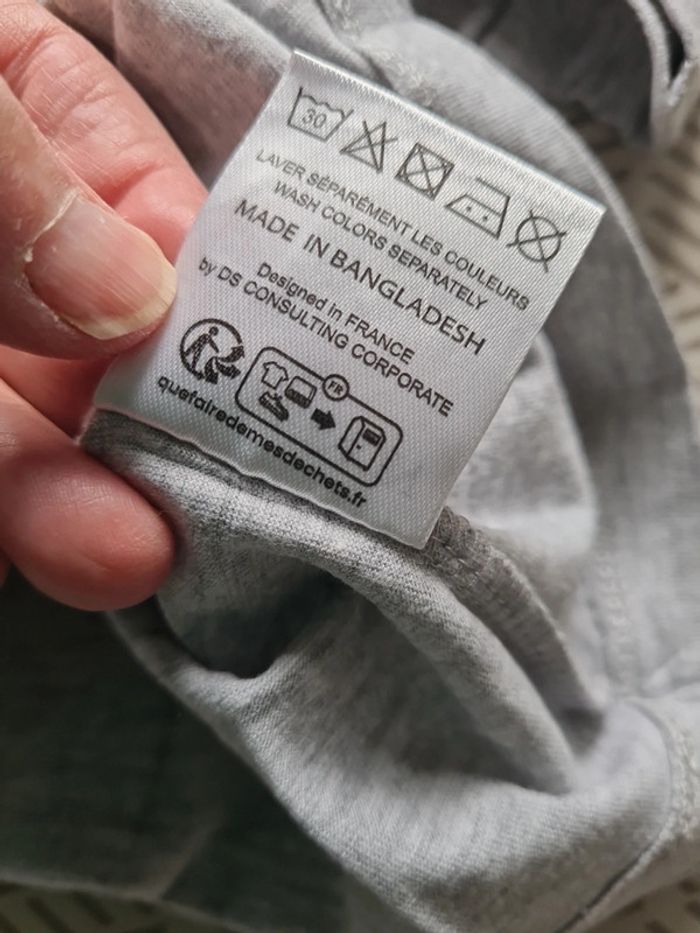 30
LAVER SÉPARÉMENT LES COULEURS
WASH COLORS SEPARATELY
MADE IN BANGLADESH
Designed in FRANCE
by DS CONSULTING CORPORATE
FR
quefairedemesdechets.fr